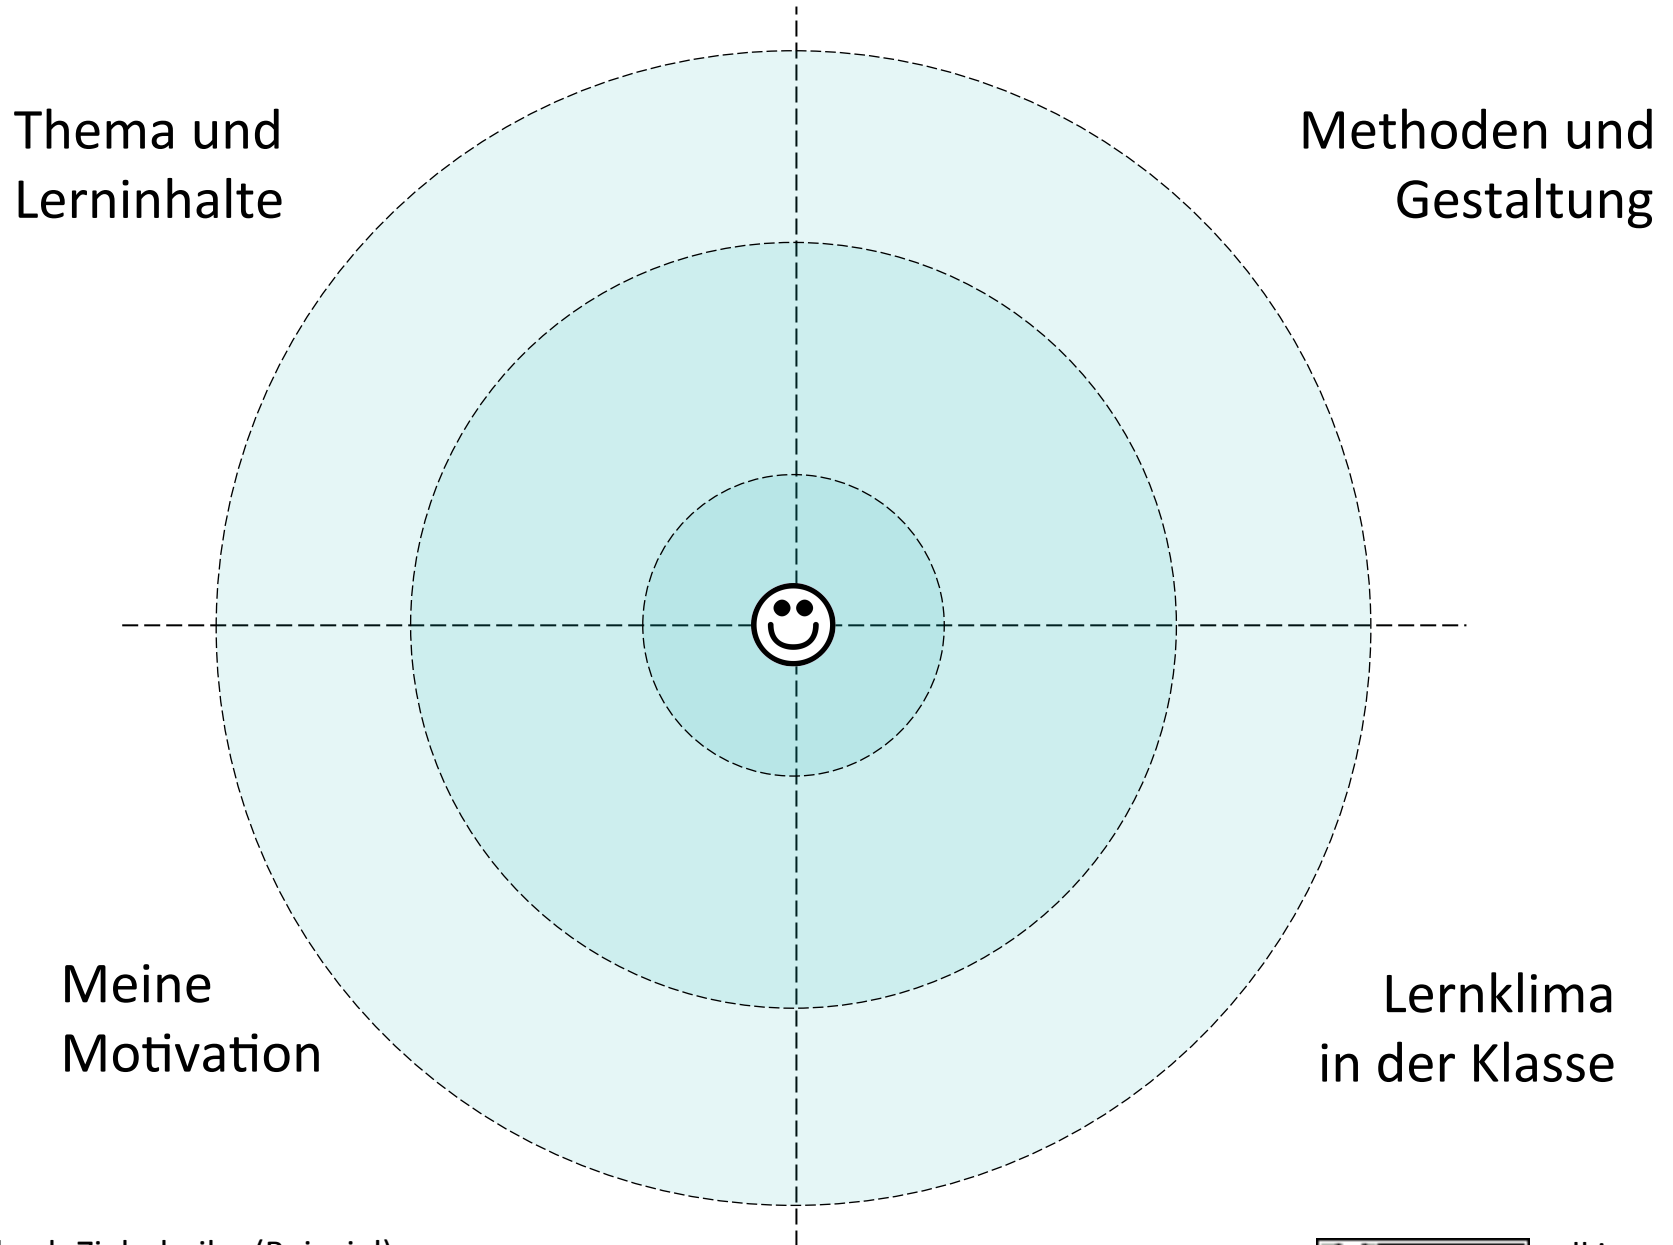 Thema und
Lerninhalte
Methoden und
Gestaltung
Meine
Motivation
Lernklima
in der Klasse